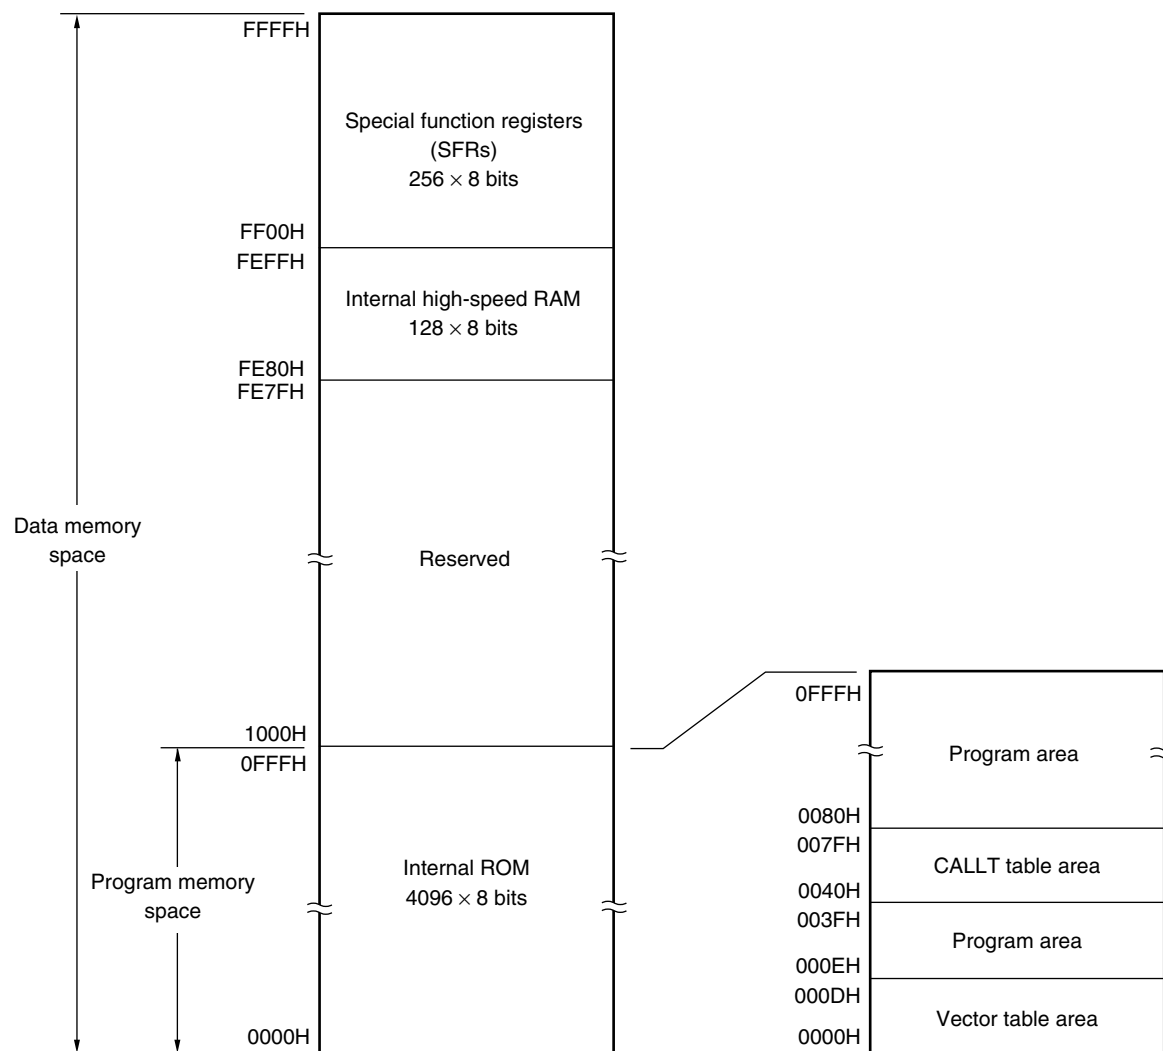 FFFFH
Special function registers
(SFRs)
256 × 8 bits
FF00H
FEFFH
Internal high-speed RAM
128 × 8 bits
FE80H
FE7FH
Data memory
space
Reserved
1000H
0FFFH
Program memory
space
Internal ROM
4096 × 8 bits
0000H
0FFFH
Program area
0080H
007FH
CALLT table area
0040H
003FH
Program area
000EH
000DH
Vector table area
0000H